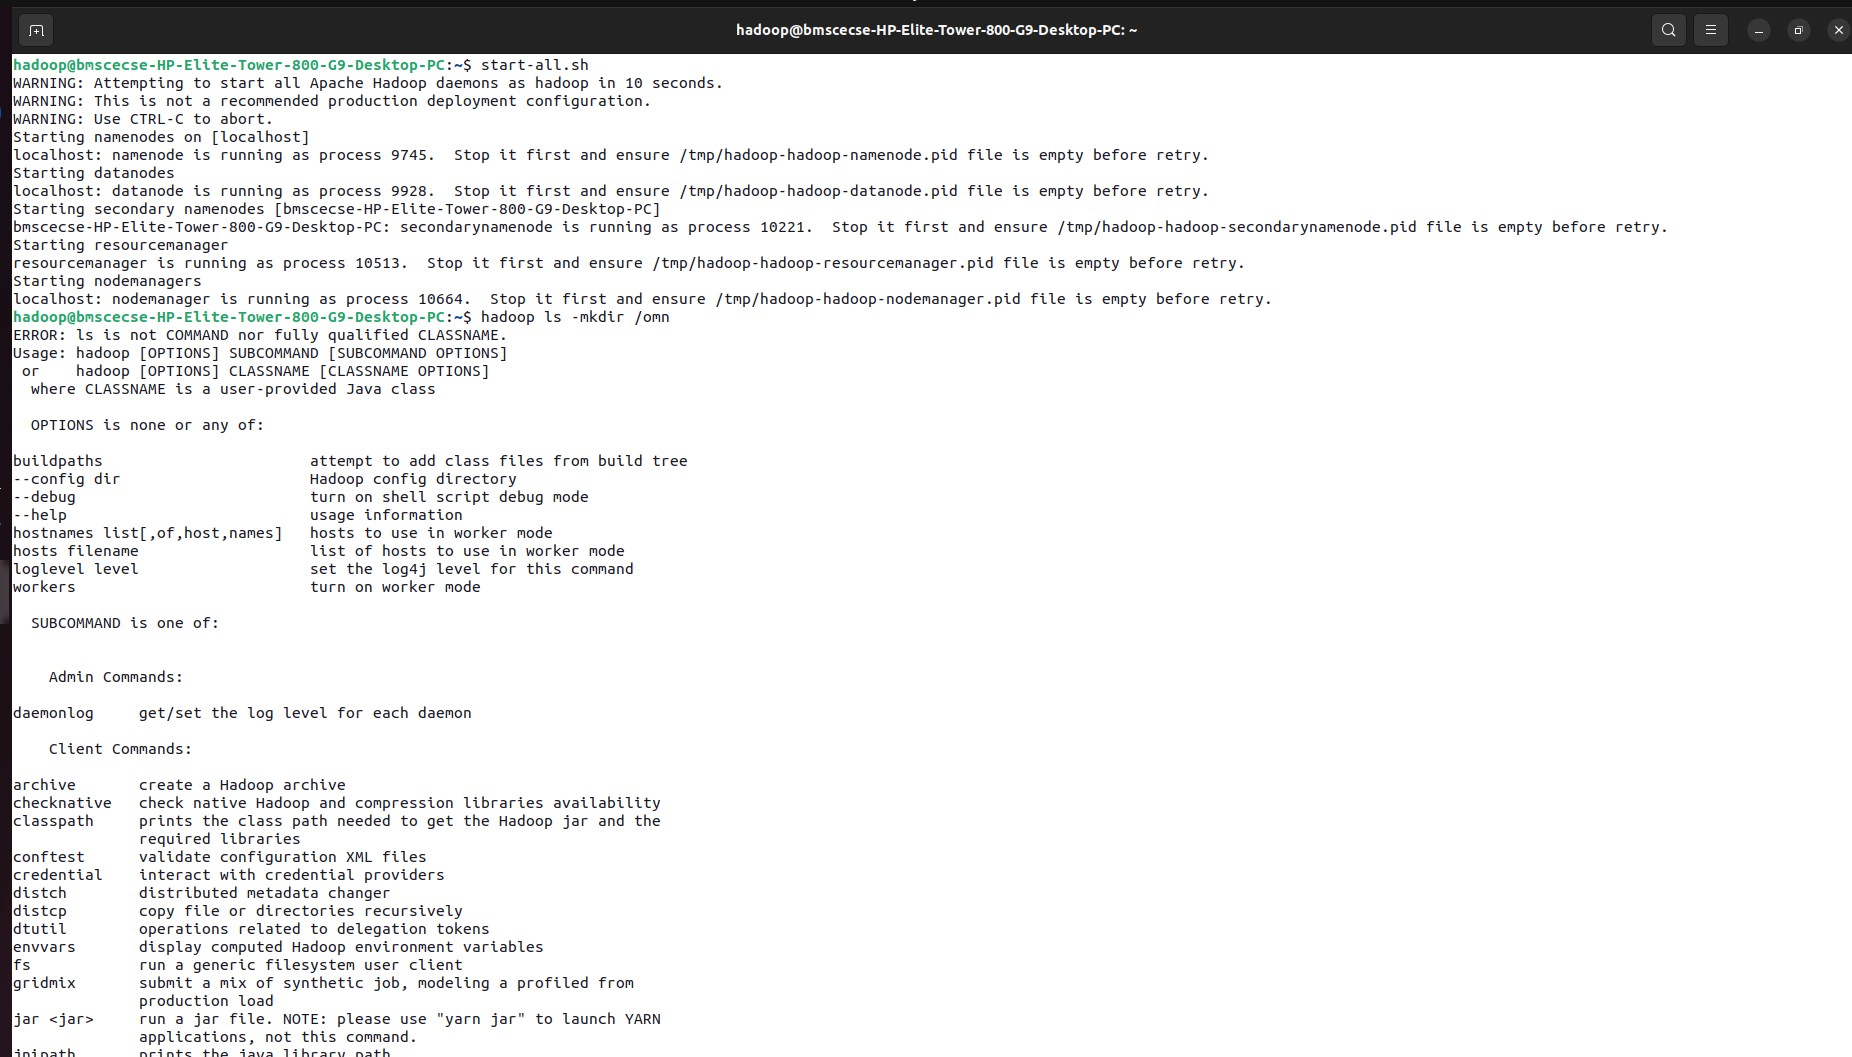 hadoop@bmscecse-HP-Elite-Tower-800-G9-Desktop-PC: ~
hadoop@bmscecse-HP-Elite-Tower-800-G9-Desktop-PC:~$ start-all.sh
WARNING: Attempting to start all Apache Hadoop daemons as hadoop in 10 seconds.
WARNING: This is not a recommended production deployment configuration.
WARNING: Use CTRL-C to abort.
Starting namenodes on [localhost]
localhost: namenode is running as process 9745.  Stop it first and ensure /tmp/hadoop-hadoop-namenode.pid file is empty before retry.
Starting datanodes
localhost: datanode is running as process 9928.  Stop it first and ensure /tmp/hadoop-hadoop-datanode.pid file is empty before retry.
Starting secondary namenodes [bmscecse-HP-Elite-Tower-800-G9-Desktop-PC]
bmscecse-HP-Elite-Tower-800-G9-Desktop-PC: secondarynamenode is running as process 10221.  Stop it first and ensure /tmp/hadoop-hadoop-secondarynamenode.pid file is empty before retry.
Starting resourcemanager
resourcemanager is running as process 10513.  Stop it first and ensure /tmp/hadoop-hadoop-resourcemanager.pid file is empty before retry.
Starting nodemanagers
localhost: nodemanager is running as process 10664.  Stop it first and ensure /tmp/hadoop-hadoop-nodemanager.pid file is empty before retry.
hadoop@bmscecse-HP-Elite-Tower-800-G9-Desktop-PC:~$ hadoop ls -mkdir /omn
ERROR: ls is not COMMAND nor fully qualified CLASSNAME.
Usage: hadoop [OPTIONS] SUBCOMMAND [SUBCOMMAND OPTIONS]
 or    hadoop [OPTIONS] CLASSNAME [CLASSNAME OPTIONS]
  where CLASSNAME is a user-provided Java class
  OPTIONS is none or any of:
buildpaths                       attempt to add class files from build tree
--config dir                     Hadoop config directory
--debug                          turn on shell script debug mode
--help                           usage information
hostnames list[,of,host,names]   hosts to use in worker mode
hosts filename                   list of hosts to use in worker mode
loglevel level                   set the log4j level for this command
workers                          turn on worker mode
  SUBCOMMAND is one of:
    Admin Commands:
daemonlog     get/set the log level for each daemon
    Client Commands:
archive       create a Hadoop archive
checknative   check native Hadoop and compression libraries availability
classpath     prints the class path needed to get the Hadoop jar and the
              required libraries
conftest      validate configuration XML files
credential    interact with credential providers
distch        distributed metadata changer
distcp        copy file or directories recursively
dtutil        operations related to delegation tokens
envvars       display computed Hadoop environment variables
fs            run a generic filesystem user client
gridmix       submit a mix of synthetic job, modeling a profiled from
              production load
jar <jar>     run a jar file. NOTE: please use "yarn jar" to launch YARN
              applications, not this command.
jnipath       prints the java library path